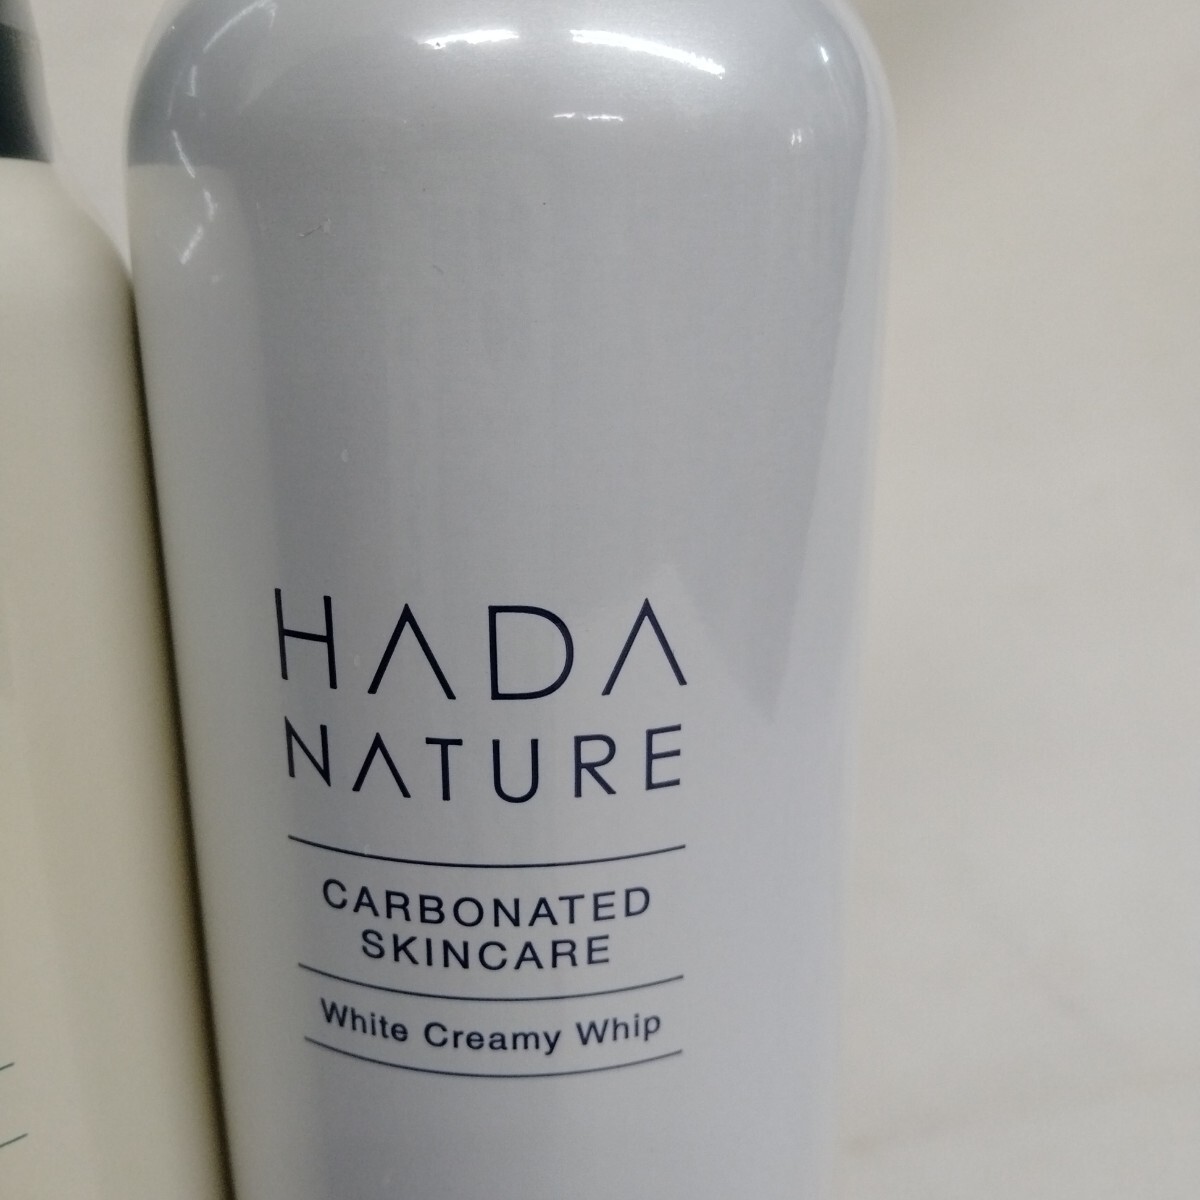 HADA
NATURE
CARBONATED
SKINCARE
White Creamy Whip